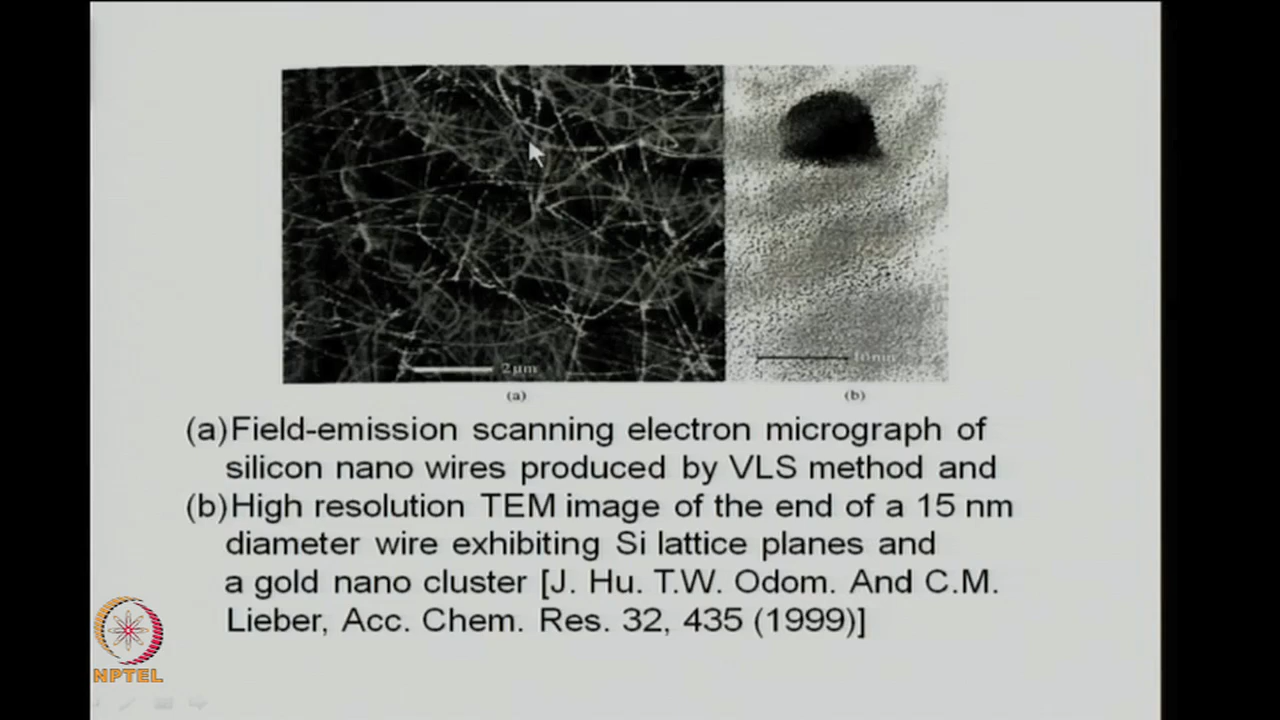 2 μm
10 nm
(a)
(b)
(a)Field-emission scanning electron micrograph of
silicon nano wires produced by VLS method and
(b)High resolution TEM image of the end of a 15 nm
diameter wire exhibiting Si lattice planes and
a gold nano cluster [J. Hu. T.W. Odom. And C.M.
Lieber, Acc. Chem. Res. 32, 435 (1999)]
NPTEL